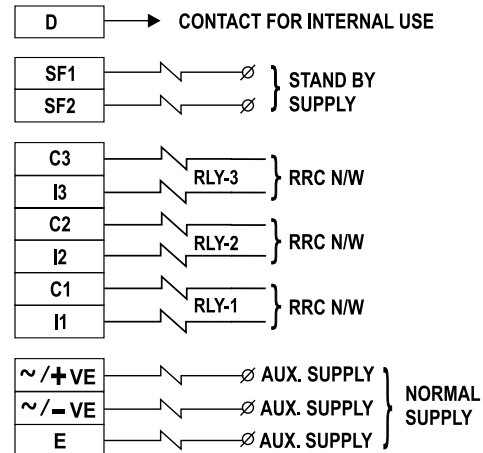 D CONTACT FOR INTERNAL USE
SF1
SF2
STAND BY
SUPPLY
C3
I3
RLY-3
RRC N/W
C2
I2
RLY-2
RRC N/W
C1
I1
RLY-1
RRC N/W
~/+VE AUX. SUPPLY
~/-VE AUX. SUPPLY
E AUX. SUPPLY
NORMAL
SUPPLY